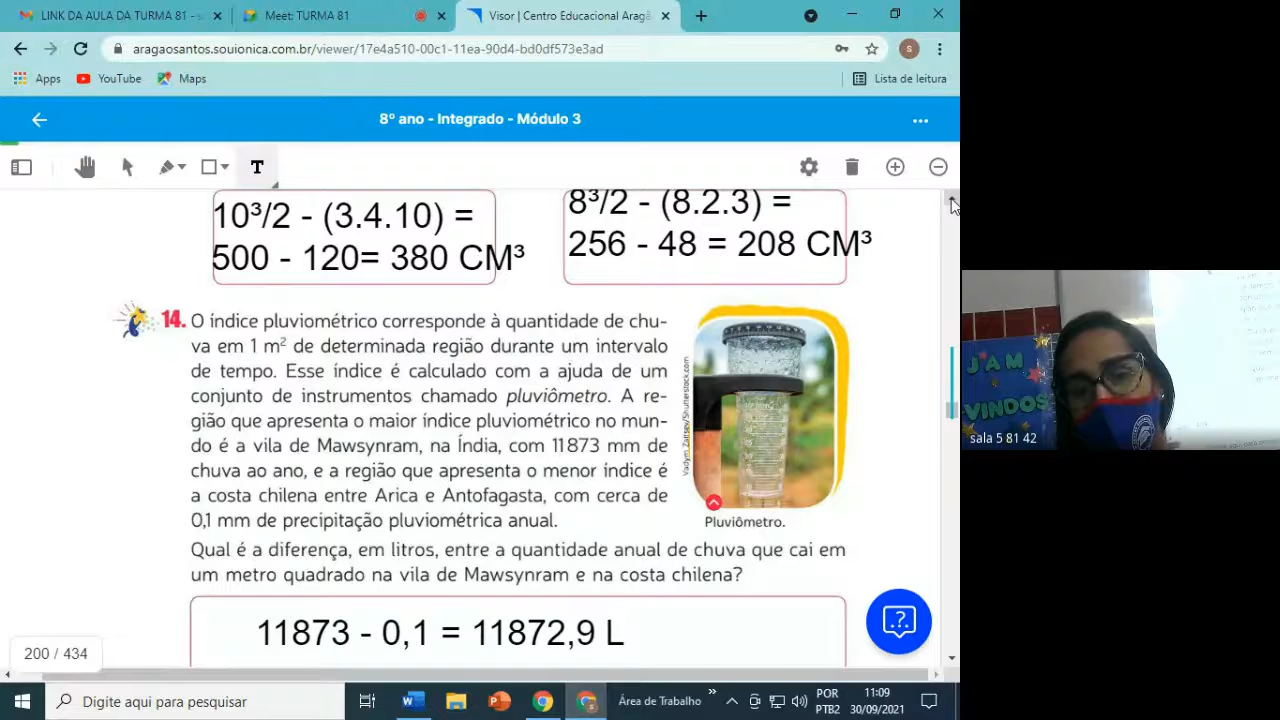 LINK DA AULA DA TURMA 81 - s
Meet: TURMA 81
Visor | Centro Educacional Aragã
aragaosantos.souionica.com.br/viewer/17e4a510-00c1-11ea-90d4-bd0df573e3ad
s
Apps
YouTube
Maps
Lista de leitura
8º ano - Integrado - Módulo 3
T
10³/2 - (3.4.10) =
500 - 120= 380 CM³
8³/2 - (8.2.3) =
256 - 48 = 208 CM³
14. O índice pluviométrico corresponde à quantidade de chu-
va em 1 m² de determinada região durante um intervalo
de tempo. Esse índice é calculado com a ajuda de um
conjunto de instrumentos chamado pluviômetro. A re-
gião que apresenta o maior índice pluviométrico no mun-
do é a vila de Mawsynram, na Índia, com 11873 mm de
chuva ao ano, e a região que apresenta o menor índice é
a costa chilena entre Arica e Antofagasta, com cerca de
0,1 mm de precipitação pluviométrica anual.
Vadym Zaitsev/Shutterstock.com
Pluviômetro.
Qual é a diferença, em litros, entre a quantidade anual de chuva que cai em
um metro quadrado na vila de Mawsynram e na costa chilena?
11873 - 0,1 = 11872,9 L
200 / 434
JAM
VINDOS
sala 5 81 42
Digite aqui para pesquisar
Área de Trabalho
POR
PTB2
11:09
30/09/2021